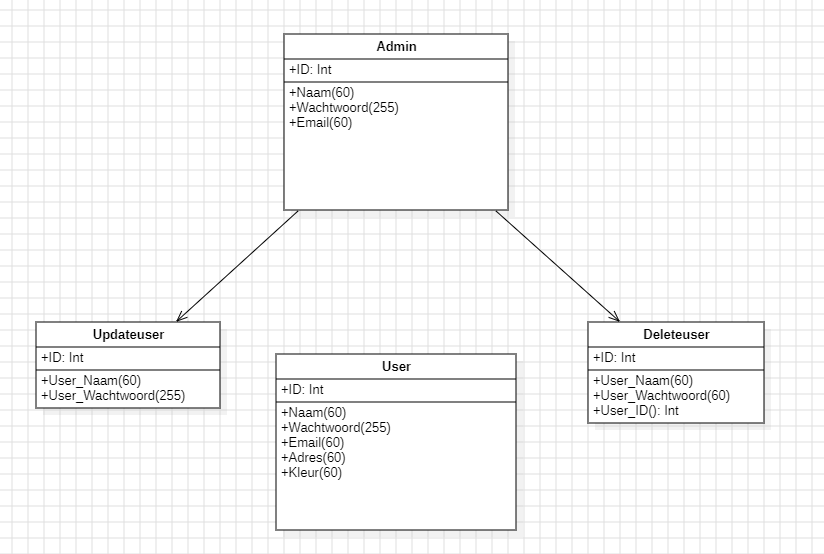 Admin
+ID: Int
+Naam(60)
+Wachtwoord(255)
+Email(60)
Updateuser
+ID: Int
+User_Naam(60)
+User_Wachtwoord(255)
User
+ID: Int
+Naam(60)
+Wachtwoord(255)
+Email(60)
+Adres(60)
+Kleur(60)
Deleteuser
+ID: Int
+User_Naam(60)
+User_Wachtwoord(60)
+User_ID(): Int